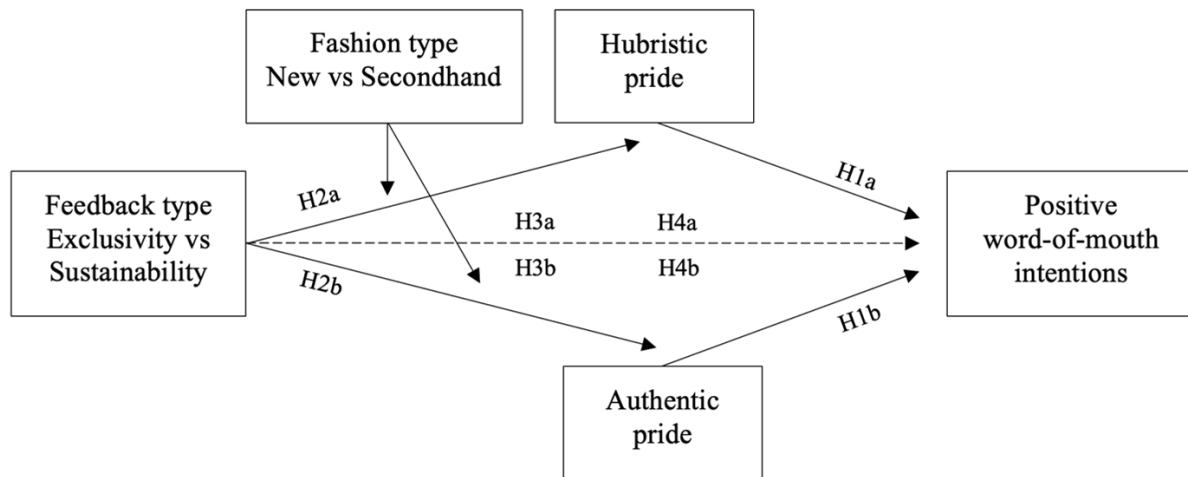 Fashion type
New vs Secondhand
Hubristic
pride
Feedback type
Exclusivity vs
Sustainability
H2a
H2b
H3a
H4a
H3b
H4b
H1a
H1b
Positive
word-of-mouth
intentions
Authentic
pride